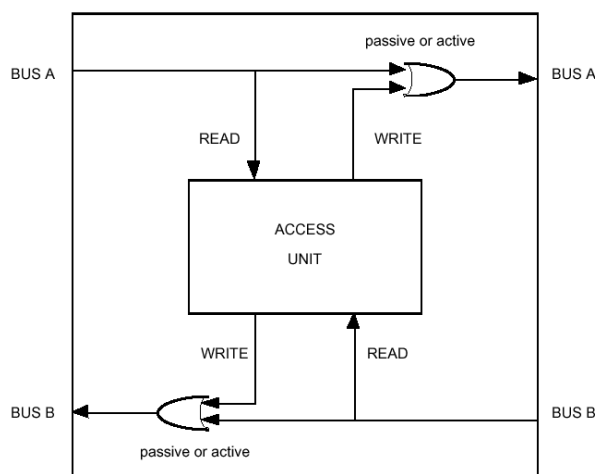 passive or active
BUS A
BUS A
READ
WRITE
ACCESS
UNIT
WRITE
READ
BUS B
BUS B
passive or active